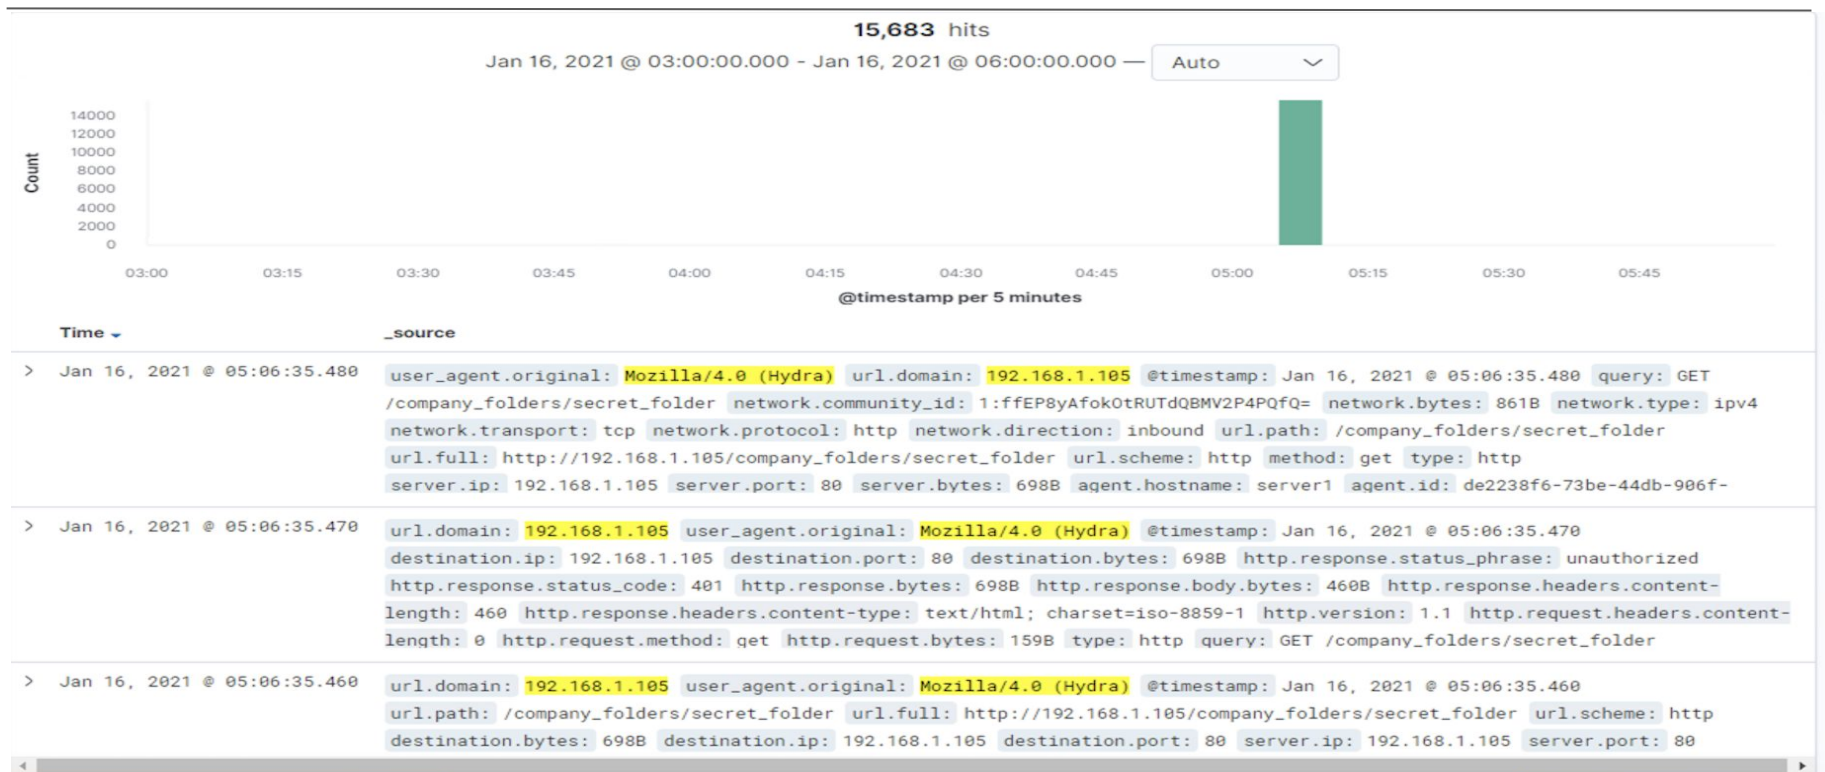 15,683 hits
Jan 16, 2021 @ 03:00:00.000 - Jan 16, 2021 @ 06:00:00.000 — Auto
14000
12000
10000
8000
6000
4000
2000
0
Count
03:00 03:15 03:30 03:45 04:00 04:15 04:30 04:45 05:00 05:15 05:30 05:45
@timestamp per 5 minutes
Time _source
> Jan 16, 2021 @ 05:06:35.480 user_agent.original: Mozilla/4.0 (Hydra) url.domain: 192.168.1.105 @timestamp: Jan 16, 2021 @ 05:06:35.480 query: GET
/company_folders/secret_folder network.community_id: 1:ffEP8yAfokOtRUTdQBMV2P4PQfQ= network.bytes: 861B network.type: ipv4
network.transport: tcp network.protocol: http network.direction: inbound url.path: /company_folders/secret_folder
url.full: http://192.168.1.105/company_folders/secret_folder url.scheme: http method: get type: http
server.ip: 192.168.1.105 server.port: 80 server.bytes: 698B agent.hostname: server1 agent.id: de2238f6-73be-44db-906f-
> Jan 16, 2021 @ 05:06:35.470 url.domain: 192.168.1.105 user_agent.original: Mozilla/4.0 (Hydra) @timestamp: Jan 16, 2021 @ 05:06:35.470
destination.ip: 192.168.1.105 destination.port: 80 destination.bytes: 698B http.response.status_phrase: unauthorized
http.response.status_code: 401 http.response.bytes: 698B http.response.body.bytes: 460B http.response.headers.content-
length: 460 http.response.headers.content-type: text/html; charset=iso-8859-1 http.version: 1.1 http.request.headers.content-
length: 0 http.request.method: get http.request.bytes: 159B type: http query: GET /company_folders/secret_folder
> Jan 16, 2021 @ 05:06:35.460 url.domain: 192.168.1.105 user_agent.original: Mozilla/4.0 (Hydra) @timestamp: Jan 16, 2021 @ 05:06:35.460
url.path: /company_folders/secret_folder url.full: http://192.168.1.105/company_folders/secret_folder url.scheme: http
destination.bytes: 698B destination.ip: 192.168.1.105 destination.port: 80 server.ip: 192.168.1.105 server.port: 80